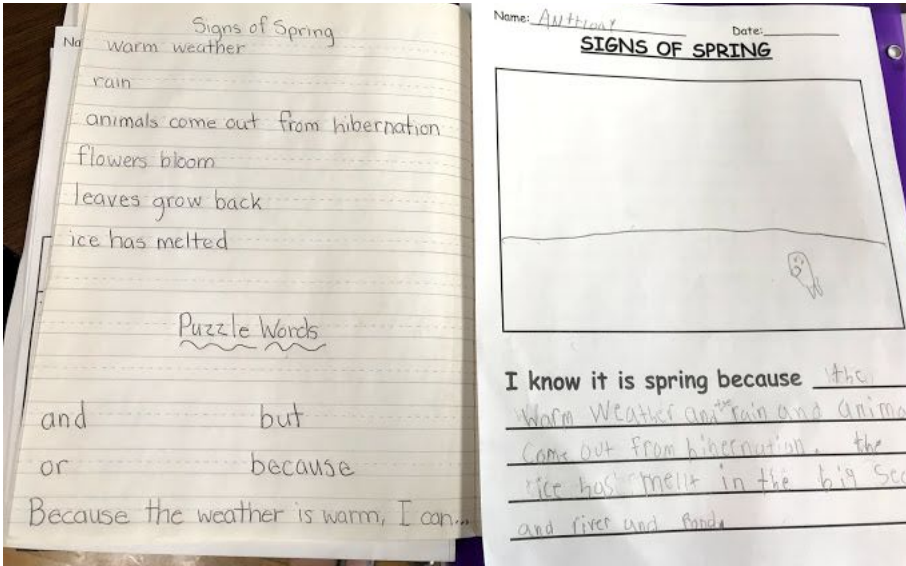 Na
Signs of Spring
warm weather
rain
animals come out from hibernation
flowers bloom
leaves grow back
ice has melted
Puzzle Words
and but
or because
Because the weather is warm, I can...
Name: Anthony Date:
SIGNS OF SPRING
I know it is spring because the
Warm Weather and the rain and anima
Come out from hibernation. the
ice has melt in the big
and river and Pond